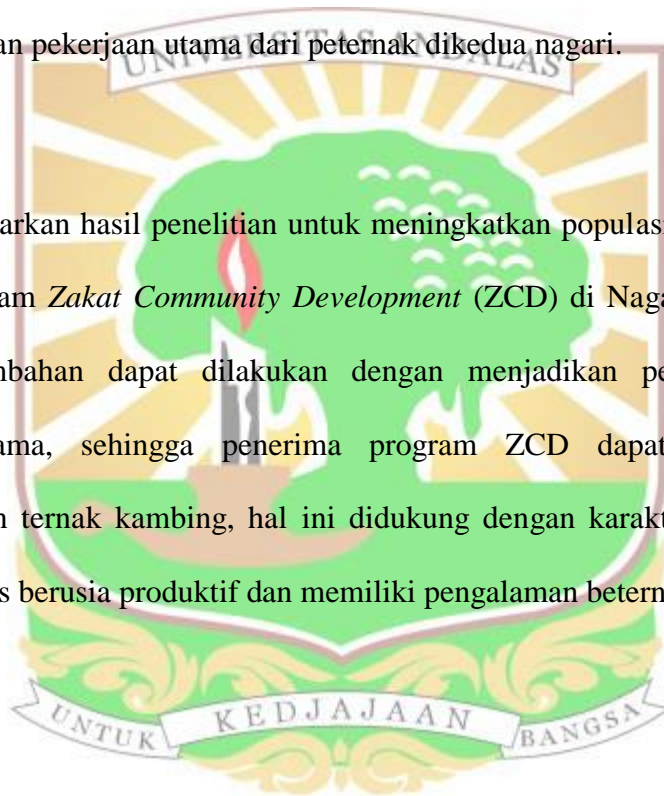 an pekerjaan utama dari peternak dikedua nagari.
UNIVERSITAS ANDALAS
arkan hasil penelitian untuk meningkatkan populasi
am Zakat Community Development (ZCD) di Naga
mbahan dapat dilakukan dengan menjadikan pe
ama, sehingga penerima program ZCD dapat
n ternak kambing, hal ini didukung dengan karakt
s berusia produktif dan memiliki pengalaman betern
UNTUK KEDJAJAAN BANGSA